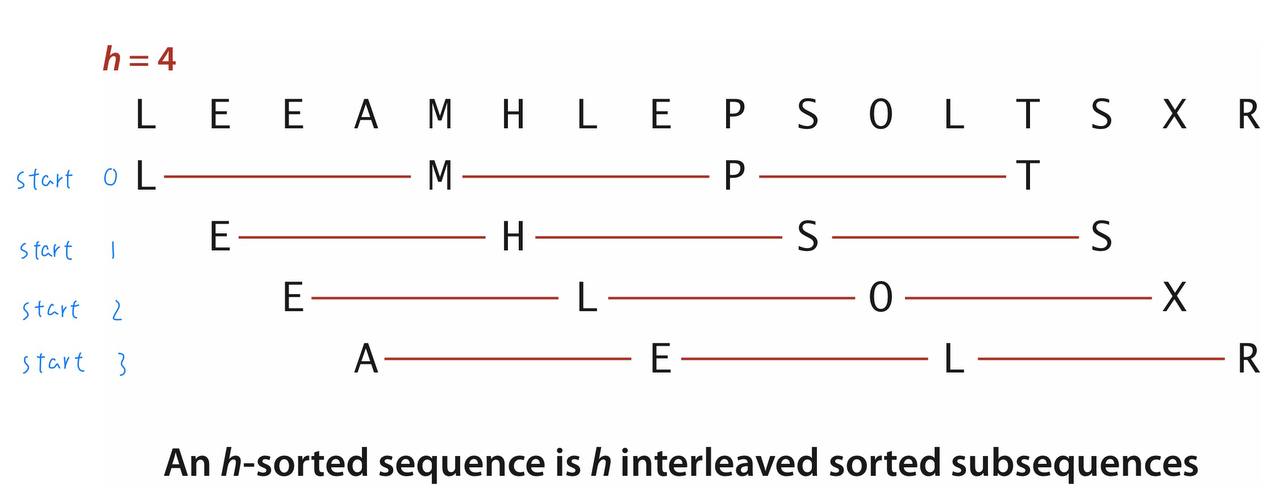 h = 4
L E E A M H L E P S O L T S X R
start 0 L M P T
start 1 E H S S
start 2 E L O X
start 3 A E L R
An h-sorted sequence is h interleaved sorted subsequences